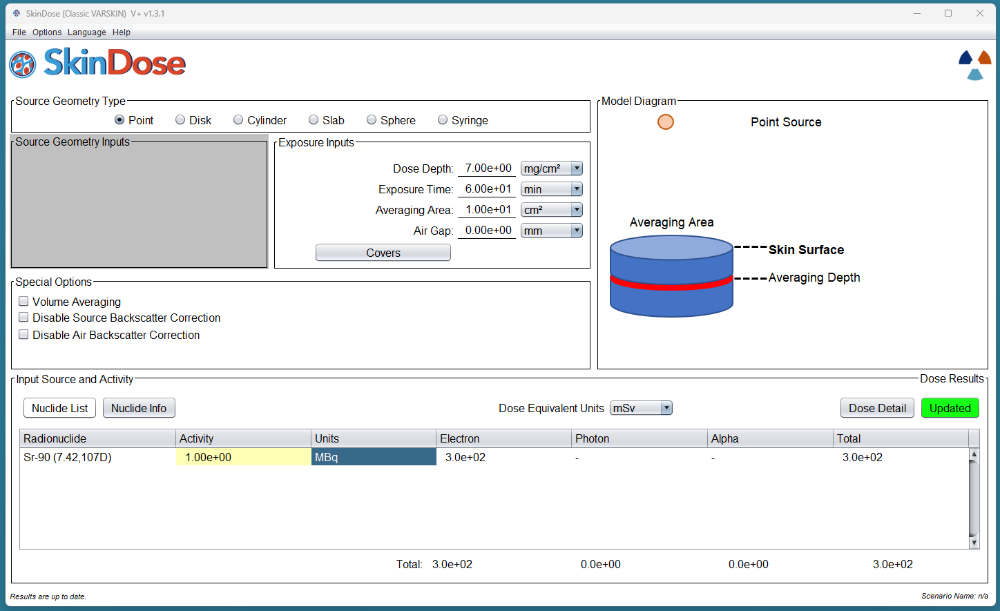 SkinDose (Classic VARSKIN)  V+ v1.3.1
File Options Language Help
SkinDose
Source Geometry Type
Point Disk Cylinder Slab Sphere Syringe
Source Geometry Inputs
Exposure Inputs
Dose Depth: 7.00e+00 mg/cm²
Exposure Time: 6.00e+01 min
Averaging Area: 1.00e+01 cm²
Air Gap: 0.00e+00 mm
Covers
Special Options
Volume Averaging
Disable Source Backscatter Correction
Disable Air Backscatter Correction
Model Diagram
Point Source
Averaging Area
Skin Surface
Averaging Depth
Input Source and Activity
Dose Results
Nuclide List Nuclide Info Dose Equivalent Units mSv Dose Detail Updated
Radionuclide Activity Units Electron Photon Alpha Total
Sr-90 (7.42,107D) 1.00e+00 MBq 3.0e+02 - - 3.0e+02
Total: 3.0e+02 0.0e+00 0.0e+00 3.0e+02
Results are up to date.
Scenario Name: n/a